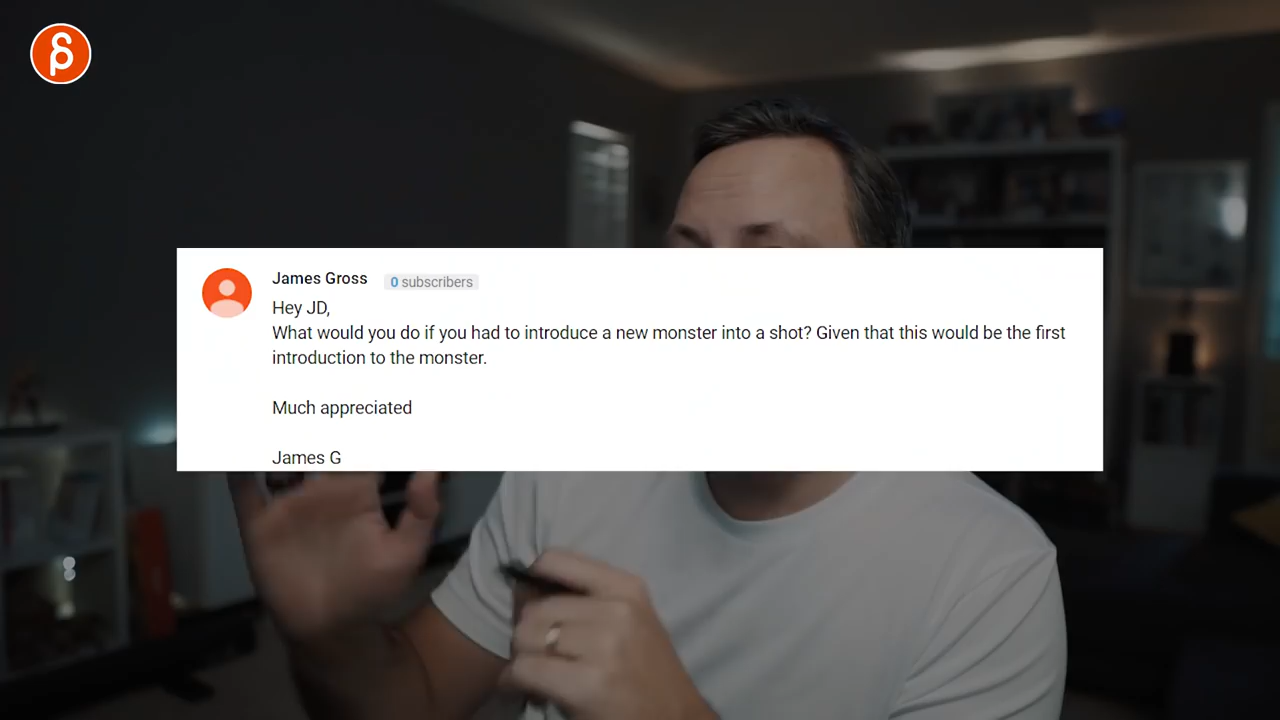 James Gross 0 subscribers
Hey JD,
What would you do if you had to introduce a new monster into a shot? Given that this would be the first
introduction to the monster.
Much appreciated
James G